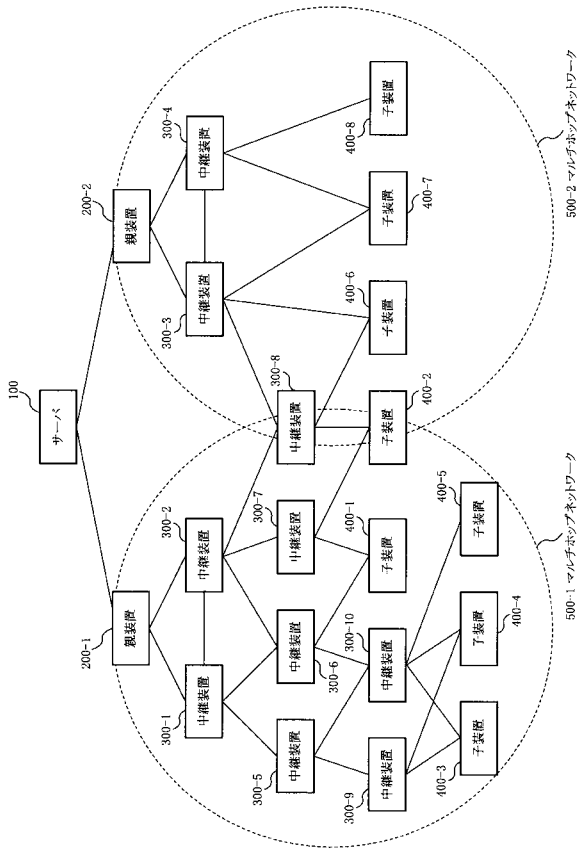 100
サーバ
200-1
親装置
200-2
親装置
300-1
中継装置
300-2
中継装置
300-3
中継装置
300-4
中継装置
300-5
中継装置
300-6
中継装置
300-7
中継装置
300-8
中継装置
300-9
中継装置
300-10
中継装置
400-1
子装置
400-2
子装置
400-6
子装置
400-7
子装置
400-8
子装置
400-3
子装置
400-4
子装置
400-5
子装置
500-1 マルチホップネットワーク
500-2 マルチホップネットワーク